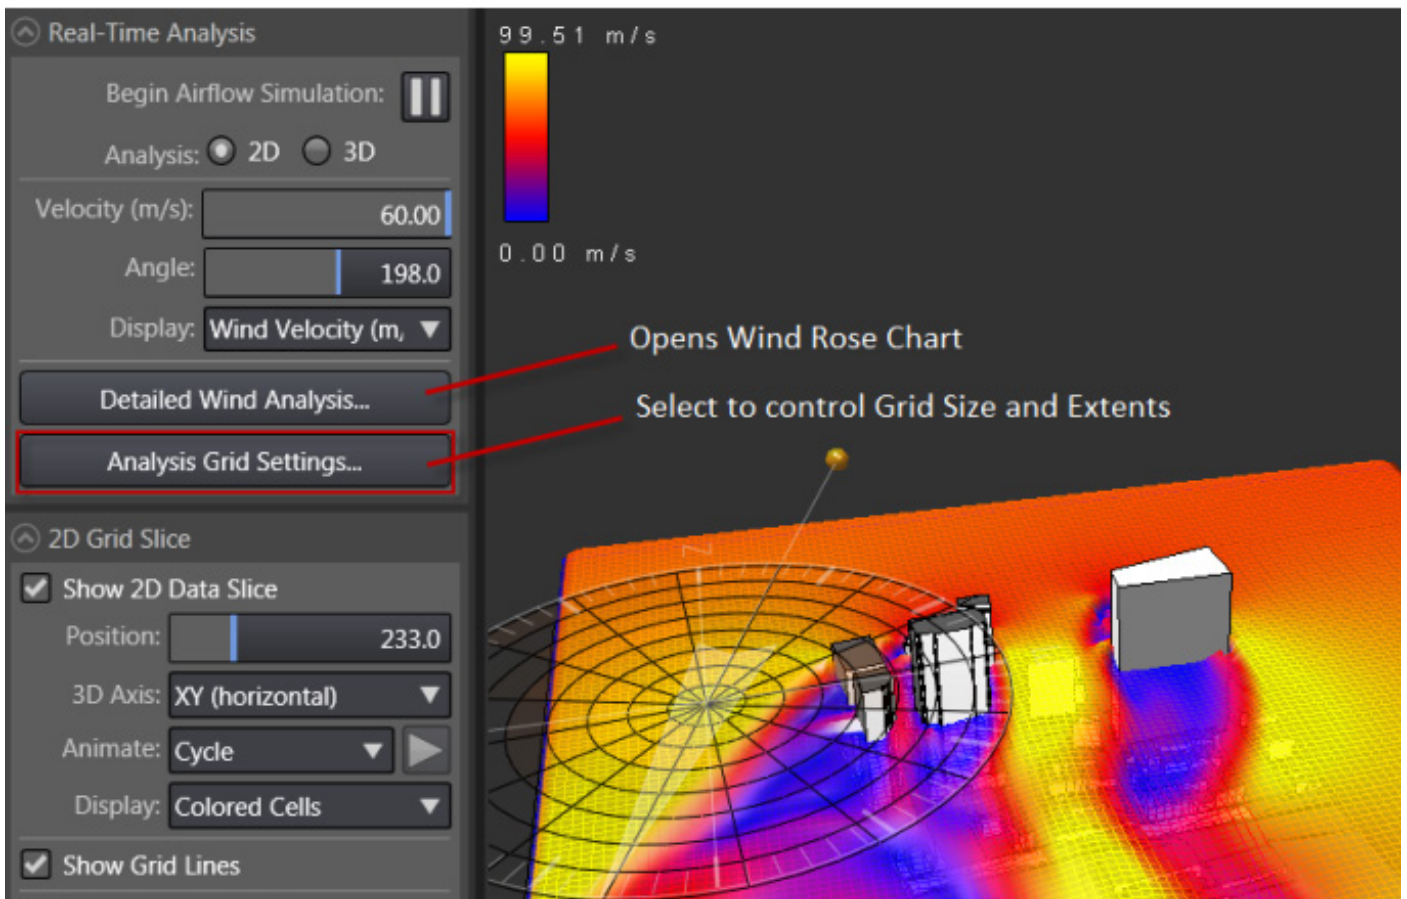 Real-Time Analysis
Begin Airflow Simulation:
Analysis: 2D 3D
Velocity (m/s): 60.00
Angle: 198.0
Display: Wind Velocity (m,
Detailed Wind Analysis...
Analysis Grid Settings...
2D Grid Slice
Show 2D Data Slice
Position: 233.0
3D Axis: XY (horizontal)
Animate: Cycle
Display: Colored Cells
Show Grid Lines
99.51 m/s
0.00 m/s
Opens Wind Rose Chart
Select to control Grid Size and Extents
N